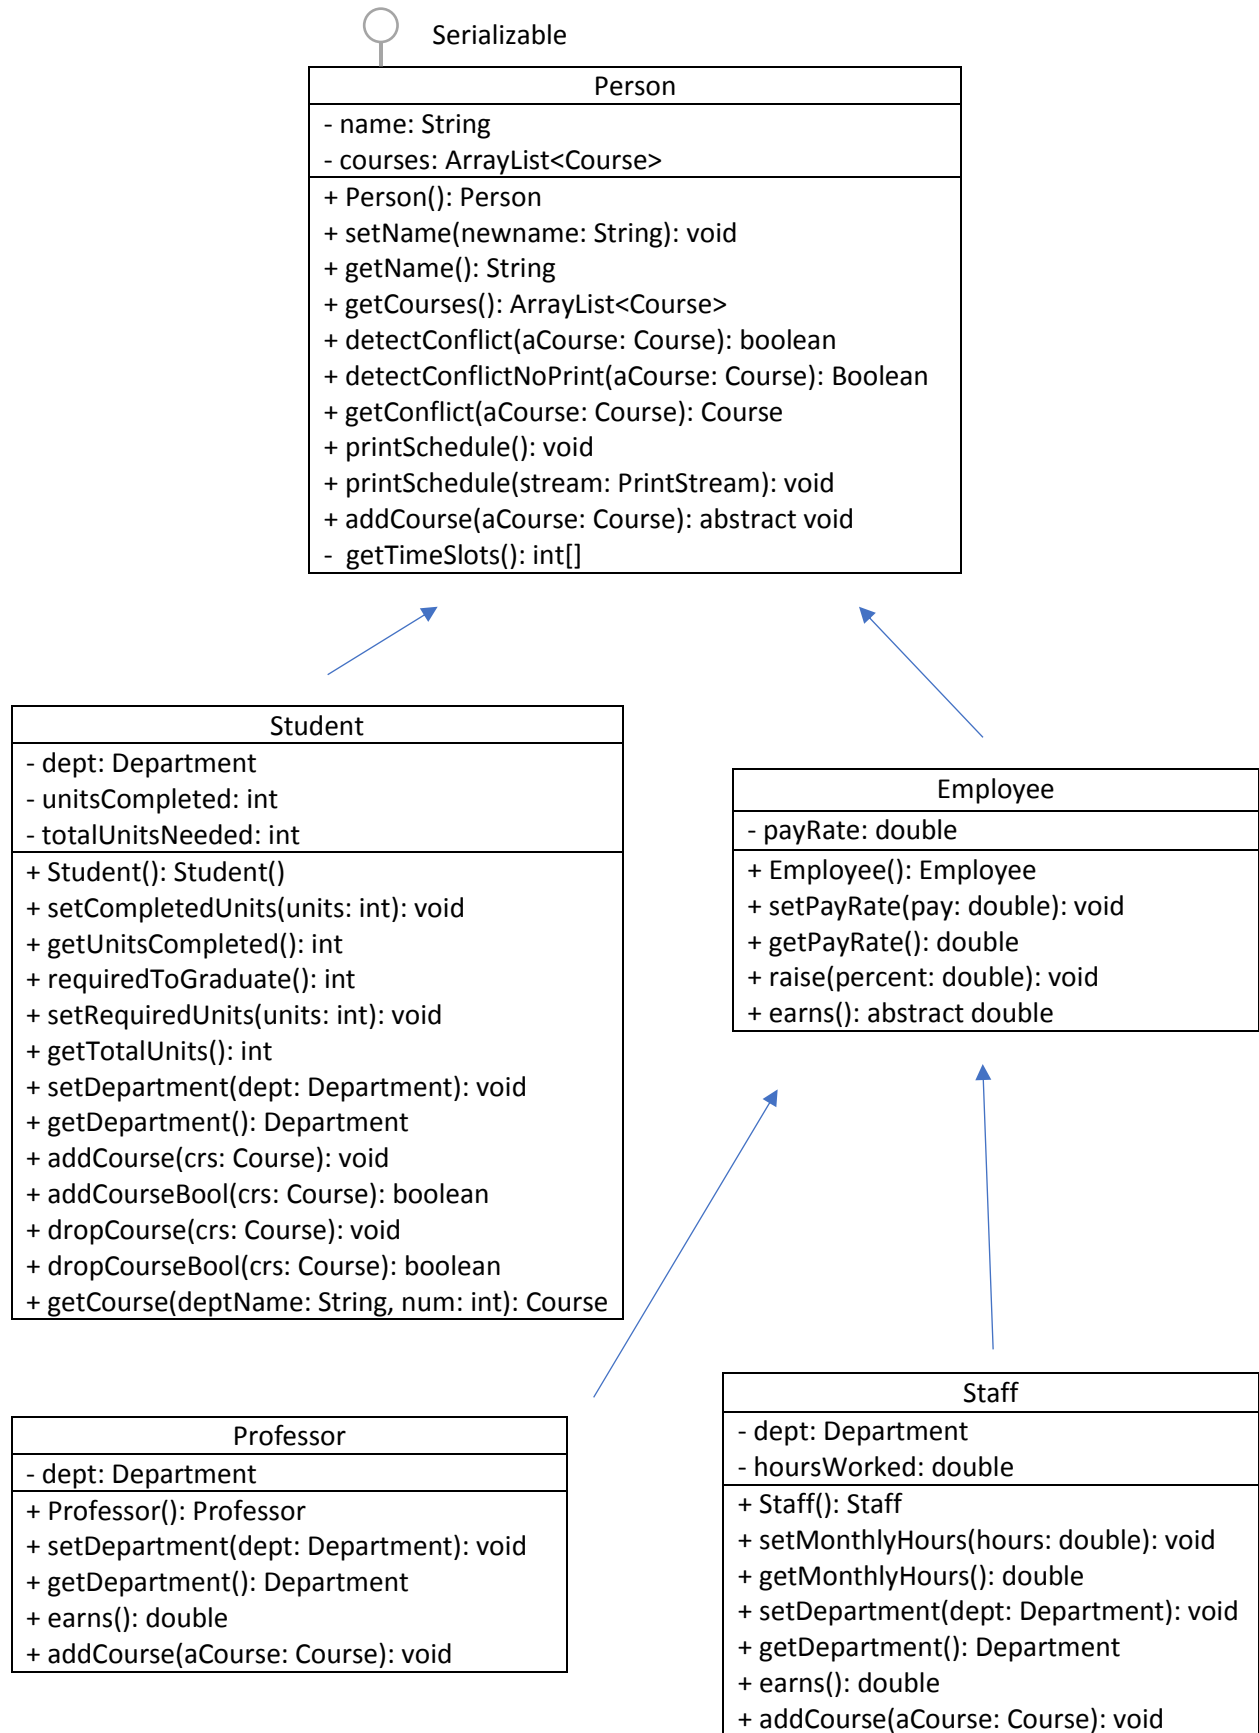 Serializable
Person
- name: String
- courses: ArrayList<Course>
+ Person(): Person
+ setName(newname: String): void
+ getName(): String
+ getCourses(): ArrayList<Course>
+ detectConflict(aCourse: Course): boolean
+ detectConflictNoPrint(aCourse: Course): Boolean
+ getConflict(aCourse: Course): Course
+ printSchedule(): void
+ printSchedule(stream: PrintStream): void
+ addCourse(aCourse: Course): abstract void
- getTimeSlots(): int[]
Student
- dept: Department
- unitsCompleted: int
- totalUnitsNeeded: int
+ Student(): Student()
+ setCompletedUnits(units: int): void
+ getUnitsCompleted(): int
+ requiredToGraduate(): int
+ setRequiredUnits(units: int): void
+ getTotalUnits(): int
+ setDepartment(dept: Department): void
+ getDepartment(): Department
+ addCourse(crs: Course): void
+ addCourseBool(crs: Course): boolean
+ dropCourse(crs: Course): void
+ dropCourseBool(crs: Course): boolean
+ getCourse(deptName: String, num: int): Course
Employee
- payRate: double
+ Employee(): Employee
+ setPayRate(pay: double): void
+ getPayRate(): double
+ raise(percent: double): void
+ earns(): abstract double
Professor
- dept: Department
+ Professor(): Professor
+ setDepartment(dept: Department): void
+ getDepartment(): Department
+ earns(): double
+ addCourse(aCourse: Course): void
Staff
- dept: Department
- hoursWorked: double
+ Staff(): Staff
+ setMonthlyHours(hours: double): void
+ getMonthlyHours(): double
+ setDepartment(dept: Department): void
+ getDepartment(): Department
+ earns(): double
+ addCourse(aCourse: Course): void